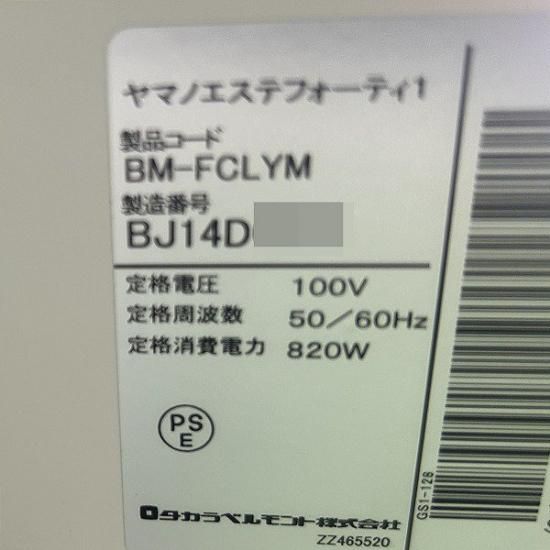 ヤマノエステフォーティ1
製品コード
BM-FCLYM
製造番号
BJ14D
定格電圧 100V
定格周波数 50/60Hz
定格消費電力 820W
PS
E
タカラベルモント株式会社
ZZ465520
GS1-128